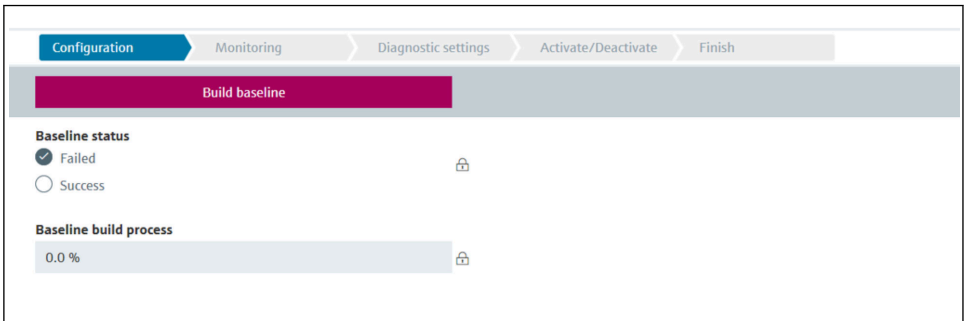 Configuration
Monitoring
Diagnostic settings
Activate/Deactivate
Finish
Build baseline
Baseline status
Failed
Success
Baseline build process
0.0 %